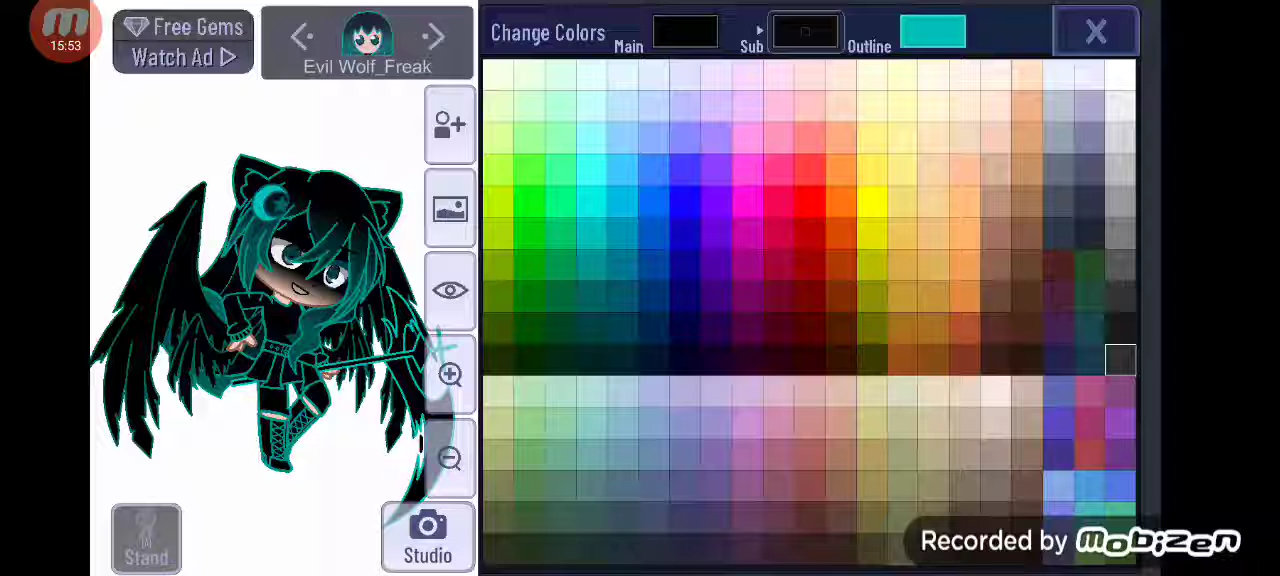 15:53
Free Gems
Watch Ad
Evil Wolf_Freak
Change Colors
Main
Sub
Outline
X
Stand
Studio
Recorded by Mobizen